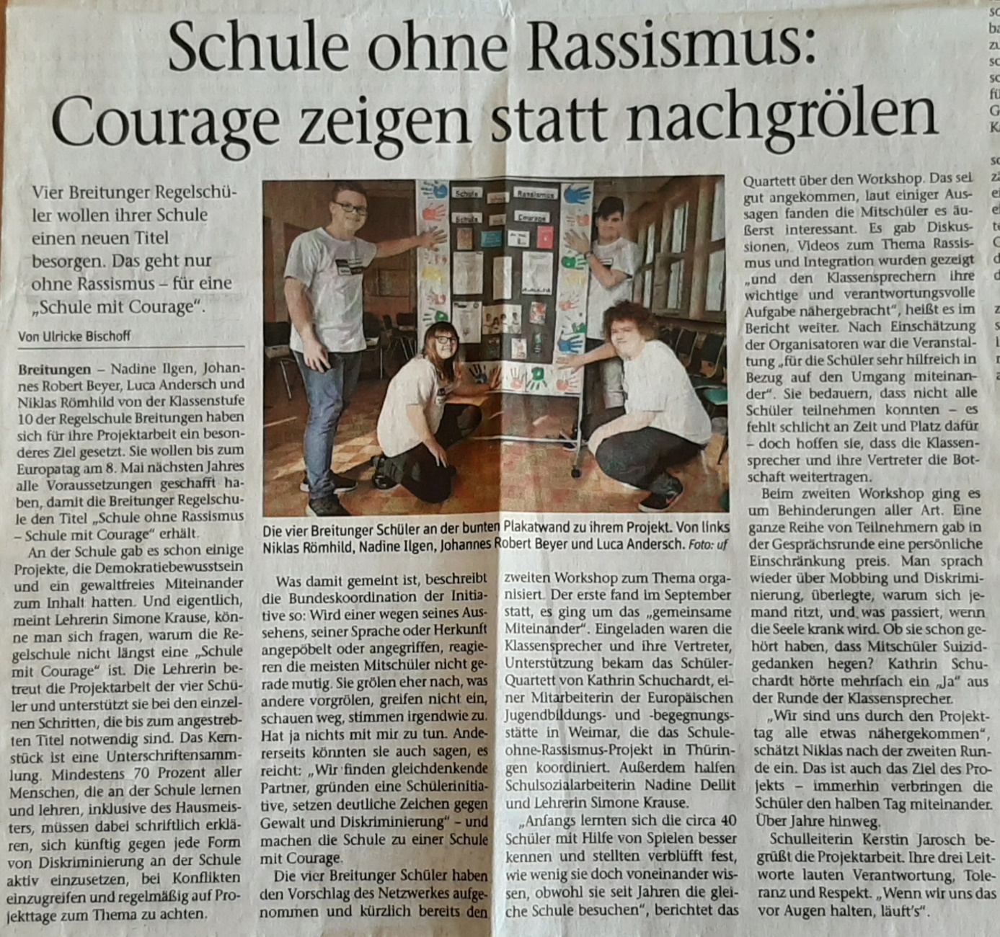 Schule ohne Rassismus:
Courage zeigen statt nachgrölen
Vier Breitunger Regelschü-
ler wollen ihrer Schule
einen neuen Titel
besorgen. Das geht nur
ohne Rassismus – für eine
„Schule mit Courage“.
Von Ulricke Bischoff
Breitungen – Nadine Ilgen, Johan-
nes Robert Beyer, Luca Andersch und
Niklas Römhild von der Klassenstufe
10 der Regelschule Breitungen haben
sich für ihre Projektarbeit ein beson-
deres Ziel gesetzt. Sie wollen bis zum
Europatag am 8. Mai nächsten Jahres
alle Voraussetzungen geschafft ha-
ben, damit die Breitunger Regelschu-
le den Titel „Schule ohne Rassismus
– Schule mit Courage“ erhält.
An der Schule gab es schon einige
Projekte, die Demokratiebewusstsein
und ein gewaltfreies Miteinander
zum Inhalt hatten. Und eigentlich,
meint Lehrerin Simone Krause, kön-
ne man sich fragen, warum die Re-
gelschule nicht längst eine „Schule
mit Courage“ ist. Die Lehrerin be-
treut die Projektarbeit der vier Schü-
ler und unterstützt sie bei den einzel-
nen Schritten, die bis zum angestreb-
ten Titel notwendig sind. Das Kern-
stück ist eine Unterschriftensamm-
lung. Mindestens 70 Prozent aller
Menschen, die an der Schule lernen
und lehren, inklusive des Hausmeis-
ters, müssen dabei schriftlich erklä-
ren, sich künftig gegen jede Form
von Diskriminierung an der Schule
aktiv einzusetzen, bei Konflikten
einzugreifen und regelmäßig auf Pro-
jekttage zum Thema zu achten.
Schule ohne Rassismus
Schule Courage
Die vier Breitunger Schüler an der bunten Plakatwand zu ihrem Projekt. Von links
Niklas Römhild, Nadine Ilgen, Johannes Robert Beyer und Luca Andersch. Foto: uf
Was damit gemeint ist, beschreibt
die Bundeskoordination der Initia-
tive so: Wird einer wegen seines Aus-
sehens, seiner Sprache oder Herkunft
angepöbelt oder angegriffen, reagie-
ren die meisten Mitschüler nicht ge-
rade mutig. Sie grölen eher nach, was
andere vorgrölen, greifen nicht ein,
schauen weg, stimmen irgendwie zu.
Hat ja nichts mit mir zu tun. Ande-
rerseits könnten sie auch sagen, es
reicht: „Wir finden gleichdenkende
Partner, gründen eine Schülerinitia-
tive, setzen deutliche Zeichen gegen
Gewalt und Diskriminierung“ – und
machen die Schule zu einer Schule
mit Courage.
Die vier Breitunger Schüler haben
den Vorschlag des Netzwerkes aufge-
nommen und kürzlich bereits den
zweiten Workshop zum Thema orga-
nisiert. Der erste fand im September
statt, es ging um das „gemeinsame
Miteinander“. Eingeladen waren die
Klassensprecher und ihre Vertreter,
Unterstützung bekam das Schüler-
Quartett von Kathrin Schuchardt, ei-
ner Mitarbeiterin der Europäischen
Jugendbildungs- und -begegnungs-
stätte in Weimar, die das Schule-
ohne-Rassismus-Projekt in Thürin-
gen koordiniert. Außerdem halfen
Schulsozialarbeiterin Nadine Dellit
und Lehrerin Simone Krause.
„Anfangs lernten sich die circa 40
Schüler mit Hilfe von Spielen besser
kennen und stellten verblüfft fest,
wie wenig sie doch voneinander wis-
sen, obwohl sie seit Jahren die glei-
che Schule besuchen“, berichtet das
Quartett über den Workshop. Das sei
gut angekommen, laut einiger Aus-
sagen fanden die Mitschüler es äu-
ßerst interessant. Es gab Diskus-
sionen, Videos zum Thema Rassis-
mus und Integration wurden gezeigt
„und den Klassensprechern ihre
wichtige und verantwortungsvolle
Aufgabe nähergebracht“, heißt es im
Bericht weiter. Nach Einschätzung
der Organisatoren war die Veranstal-
tung „für die Schüler sehr hilfreich in
Bezug auf den Umgang miteinan-
der“. Sie bedauern, dass nicht alle
Schüler teilnehmen konnten – es
fehlt schlicht an Zeit und Platz dafür
– doch hoffen sie, dass die Klassen-
sprecher und ihre Vertreter die Bot-
schaft weitertragen.
Beim zweiten Workshop ging es
um Behinderungen aller Art. Eine
ganze Reihe von Teilnehmern gab in
der Gesprächsrunde eine persönliche
Einschränkung preis. Man sprach
wieder über Mobbing und Diskrimi-
nierung, überlegte, warum sich je-
mand ritzt, und was passiert, wenn
die Seele krank wird. Ob sie schon ge-
hört haben, dass Mitschüler Suizid-
gedanken hegen? Kathrin Schu-
chardt hörte mehrfach ein „Ja“ aus
der Runde der Klassensprecher.
„Wir sind uns durch den Projekt-
tag alle etwas nähergekommen“,
schätzt Niklas nach der zweiten Run-
de ein. Das ist auch das Ziel des Pro-
jekts – immerhin verbringen die
Schüler den halben Tag miteinander.
Über Jahre hinweg.
Schulleiterin Kerstin Jarosch be-
grüßt die Projektarbeit. Ihre drei Leit-
worte lauten Verantwortung, Tole-
ranz und Respekt. „Wenn wir uns das
vor Augen halten, läuft's“.